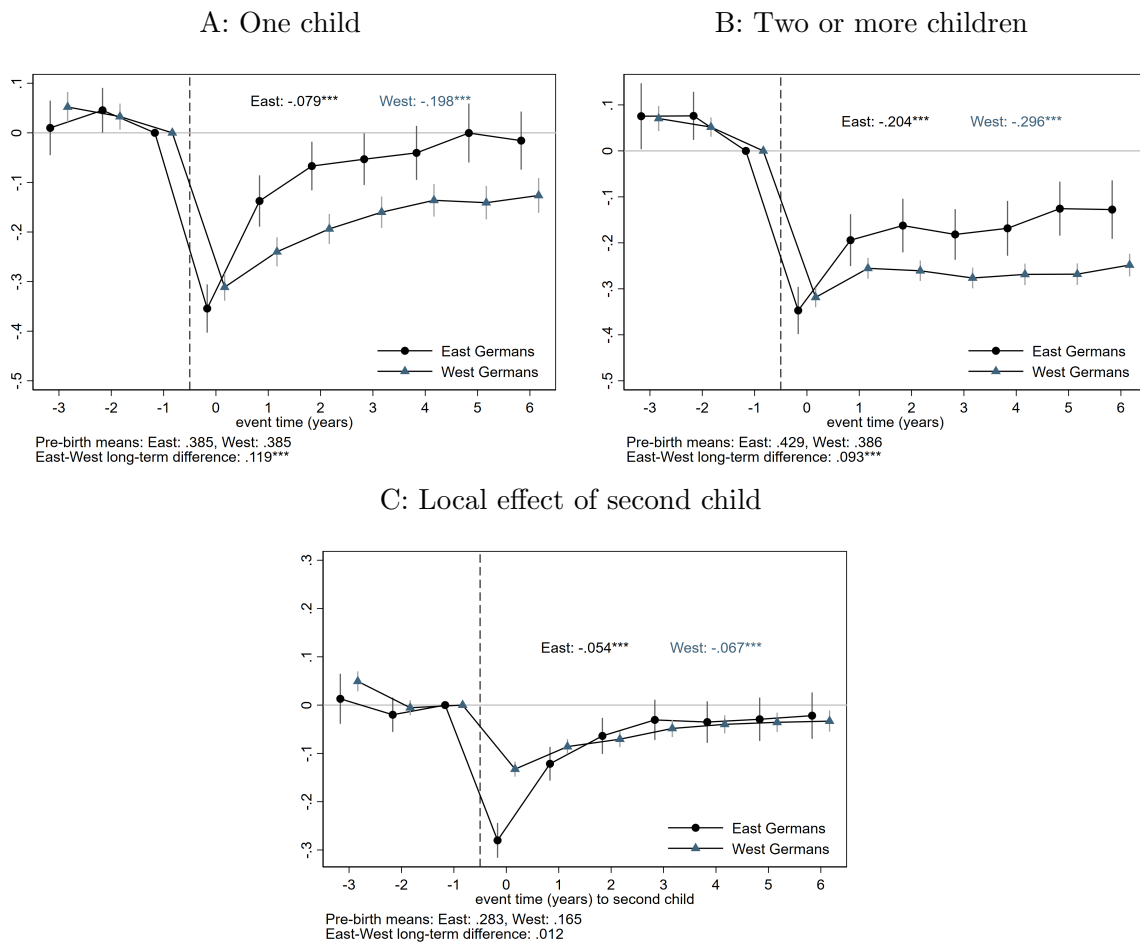 A: One child
.1
0
-.1
-.2
-.3
-.4
-.5
East: -.079***
West: -.198***
East Germans
West Germans
-3 -2 -1 0 1 2 3 4 5 6
event time (years)
Pre-birth means: East: .385, West: .385
East-West long-term difference: .119***
B: Two or more children
.1
0
-.1
-.2
-.3
-.4
-.5
East: -.204***
West: -.296***
East Germans
West Germans
-3 -2 -1 0 1 2 3 4 5 6
event time (years)
Pre-birth means: East: .429, West: .386
East-West long-term difference: .093***
C: Local effect of second child
.3
.2
.1
0
-.1
-.2
-.3
East: -.054***
West: -.067***
East Germans
West Germans
-3 -2 -1 0 1 2 3 4 5 6
event time (years) to second child
Pre-birth means: East: .283, West: .165
East-West long-term difference: .012